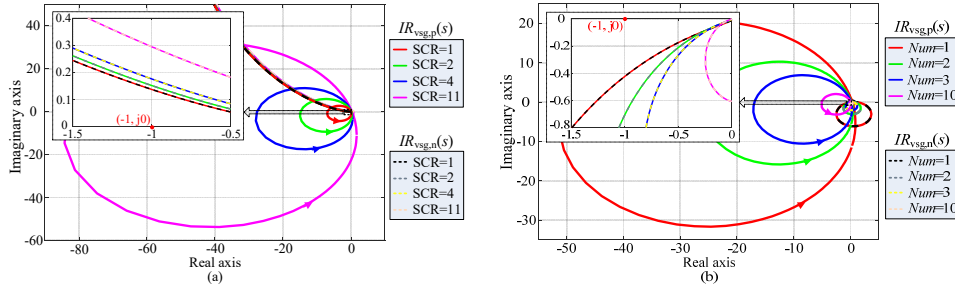 Imaginary axis
40
20
0
-20
-40
-60
-80
-60
-40
-20
0
Real axis
(a)
0.4
0.3
0.2
0.1
0
-1.5
-1
-0.5
(-1, j0)
IRvsg,p(s)
SCR=1
SCR=2
SCR=4
SCR=11
IRvsg,n(s)
SCR=1
SCR=2
SCR=4
SCR=11
Imaginary axis
20
10
0
-10
-20
-30
-50
-40
-30
-20
-10
0
Real axis
(b)
0
-0.2
-0.4
-0.6
-0.8
-1.5
-1
0
(-1, j0)
IRvsg,p(s)
Num=1
Num=2
Num=3
Num=10
IRvsg,n(s)
Num=1
Num=2
Num=3
Num=10